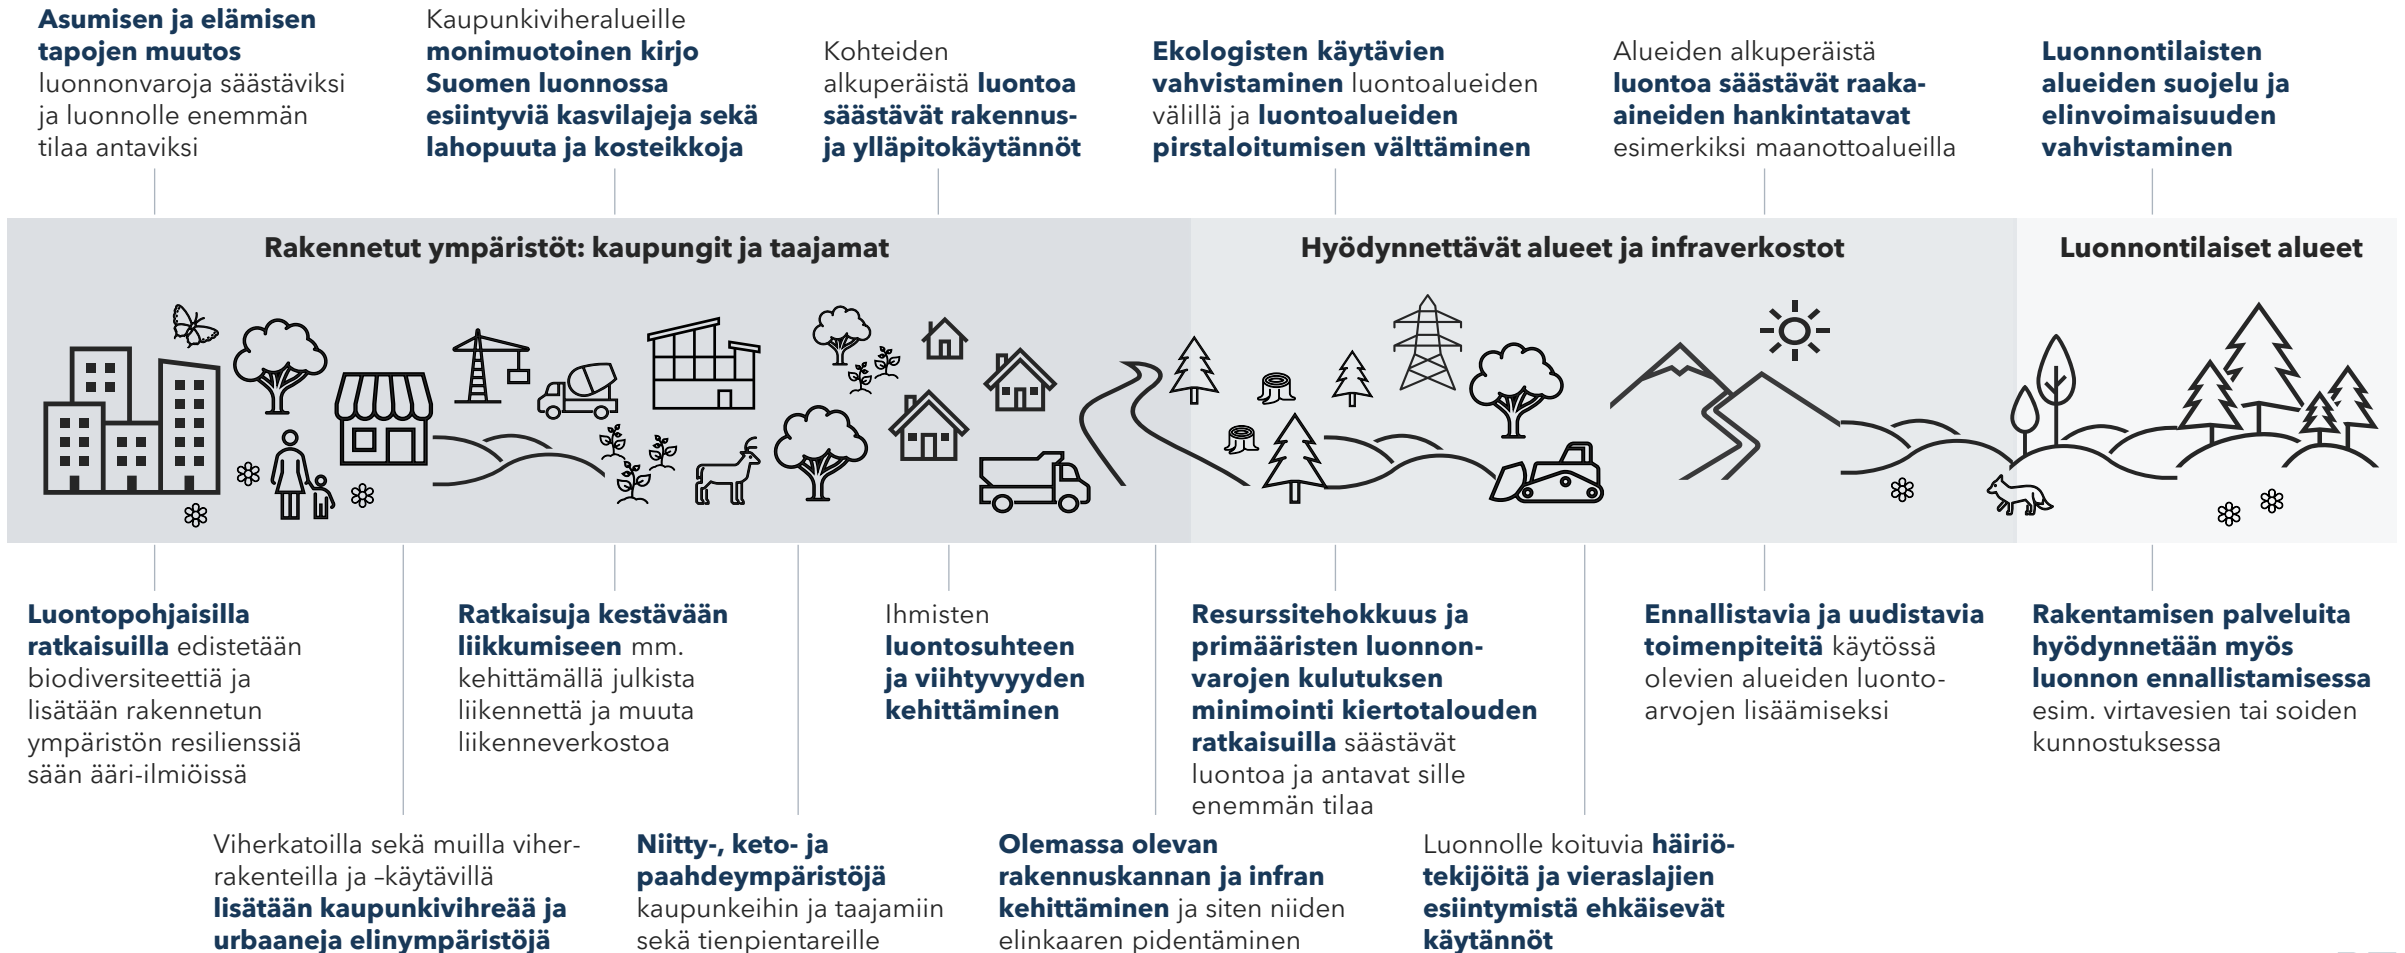 Asumisen ja elämisen
tapojen muutos
luonnonvaroja säästäviksi
ja luonnolle enemmän
tilaa antaviksi
Kaupunkiviheralueille
monimuotoinen kirjo
Suomen luonnossa
esiintyviä kasvilajeja sekä
lahopuuta ja kosteikkoja
Kohteiden
alkuperäistä luontoa
säästävät rakennus-
ja ylläpitokäytännöt
Ekologisten käytävien
vahvistaminen luontoalueiden
välillä ja luontoalueiden
pirstaloitumisen välttäminen
Alueiden alkuperäistä
luontoa säästävät raaka-
aineiden hankintatavat
esimerkiksi maanottoalueilla
Luonnontilaisten
alueiden suojelu ja
elinvoimaisuuden
vahvistaminen
Rakennetut ympäristöt: kaupungit ja taajamat
Hyödynnettävät alueet ja infraverkostot
Luonnontilaiset alueet
Luontopohjaisilla
ratkaisuilla edistetään
biodiversiteettiä ja
lisätään rakennetun
ympäristön resilienssiä
sään ääri-ilmiöissä
Ratkaisuja kestävään
liikkumiseen mm.
kehittämällä julkista
liikennettä ja muuta
liikenneverkostoa
Ihmisten
luontosuhteen
ja viihtyvyyden
kehittäminen
Resurssitehokkuus ja
primääristen luonnon-
varojen kulutuksen
minimointi kiertotalouden
ratkaisuilla säästävät
luontoa ja antavat sille
enemmän tilaa
Ennallistavia ja uudistavia
toimenpiteitä käytössä
olevien alueiden luonto-
arvojen lisäämiseksi
Rakentamisen palveluita
hyödynnetään myös
luonnon ennallistamisessa
esim. virtavesien tai soiden
kunnostuksessa
Viherkatoilla sekä muilla viher-
rakenteilla ja –käytävillä
lisätään kaupunkivihreää ja
urbaaneja elinympäristöjä
Niitty-, keto- ja
paahdeympäristöjä
kaupunkeihin ja taajamiin
sekä tienpientareille
Olemassa olevan
rakennuskannan ja infran
kehittäminen ja siten niiden
elinkaaren pidentäminen
Luonnolle koituvia häiriö-
tekijöitä ja vieraslajien
esiintymistä ehkäisevät
käytännöt